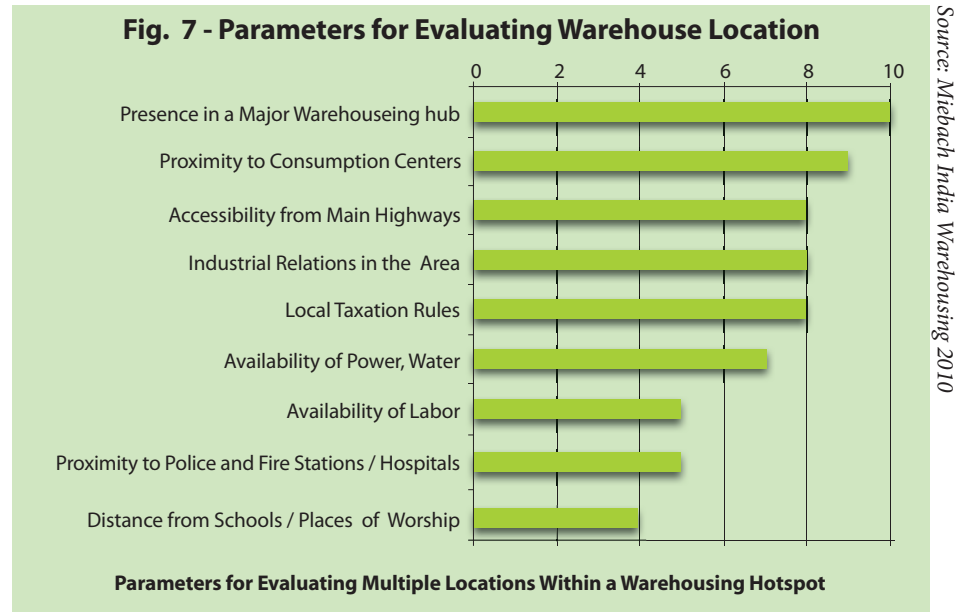 Fig. 7 - Parameters for Evaluating Warehouse Location
0 2 4 6 8 10
Presence in a Major Warehouseing hub
Proximity to Consumption Centers
Accessibility from Main Highways
Industrial Relations in the Area
Local Taxation Rules
Availability of Power, Water
Availability of Labor
Proximity to Police and Fire Stations / Hospitals
Distance from Schools / Places of Worship
Parameters for Evaluating Multiple Locations Within a Warehousing Hotspot
Source: Miebach India Warehousing 2010